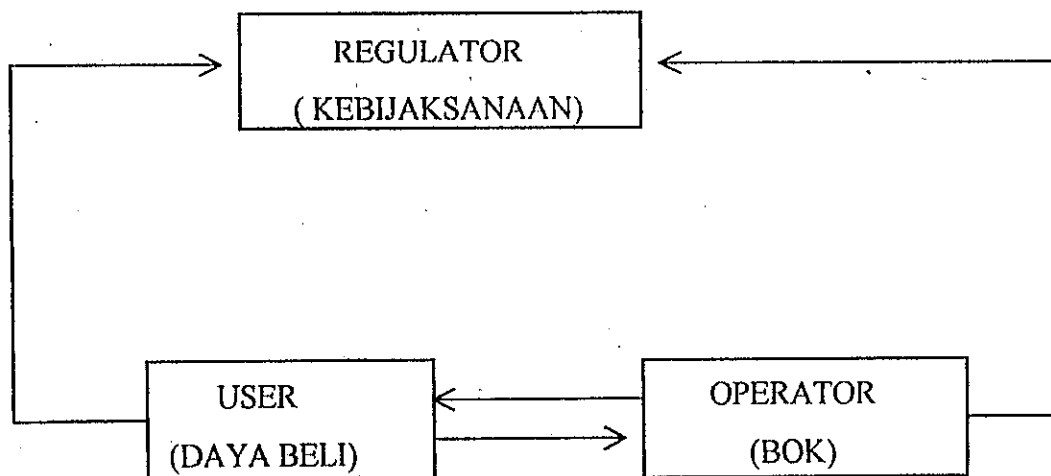 REGULATOR
( KEBIJAKSANAAN)
USER
(DAYA BELI)
OPERATOR
(BOK)